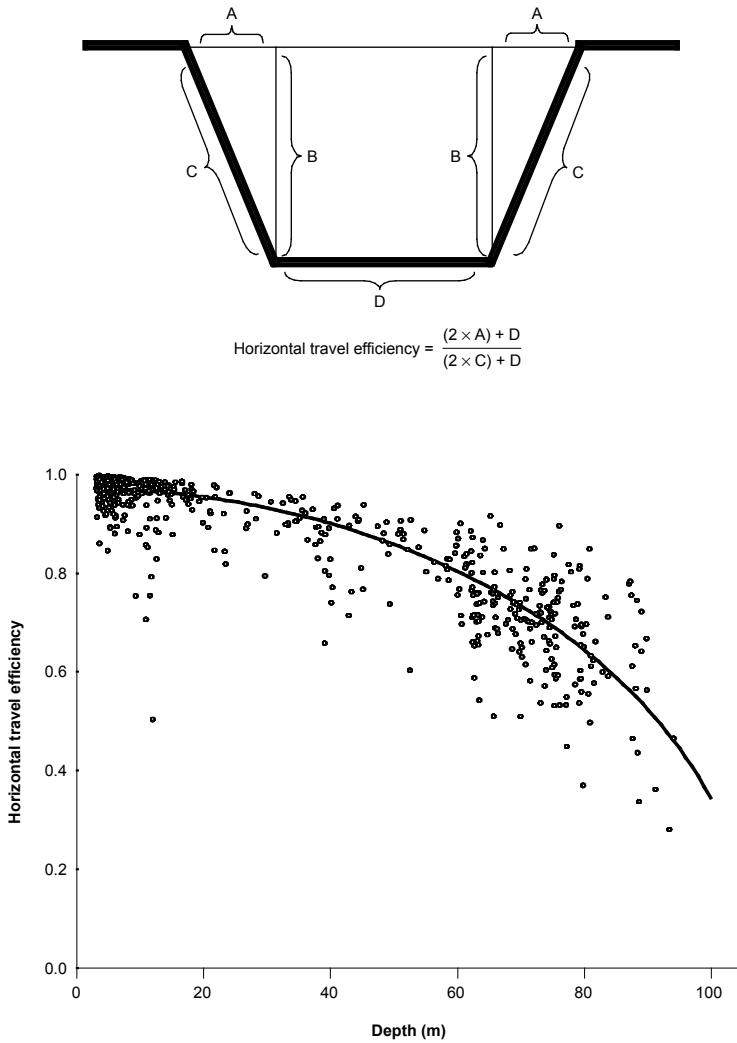 A A
B B
C C
D
Horizontal travel efficiency = (2 × A) + D
(2 × C) + D
1.0
0.8
0.6
0.4
0.2
0.0
Horizontal travel efficiency
0 20 40 60 80 100
Depth (m)